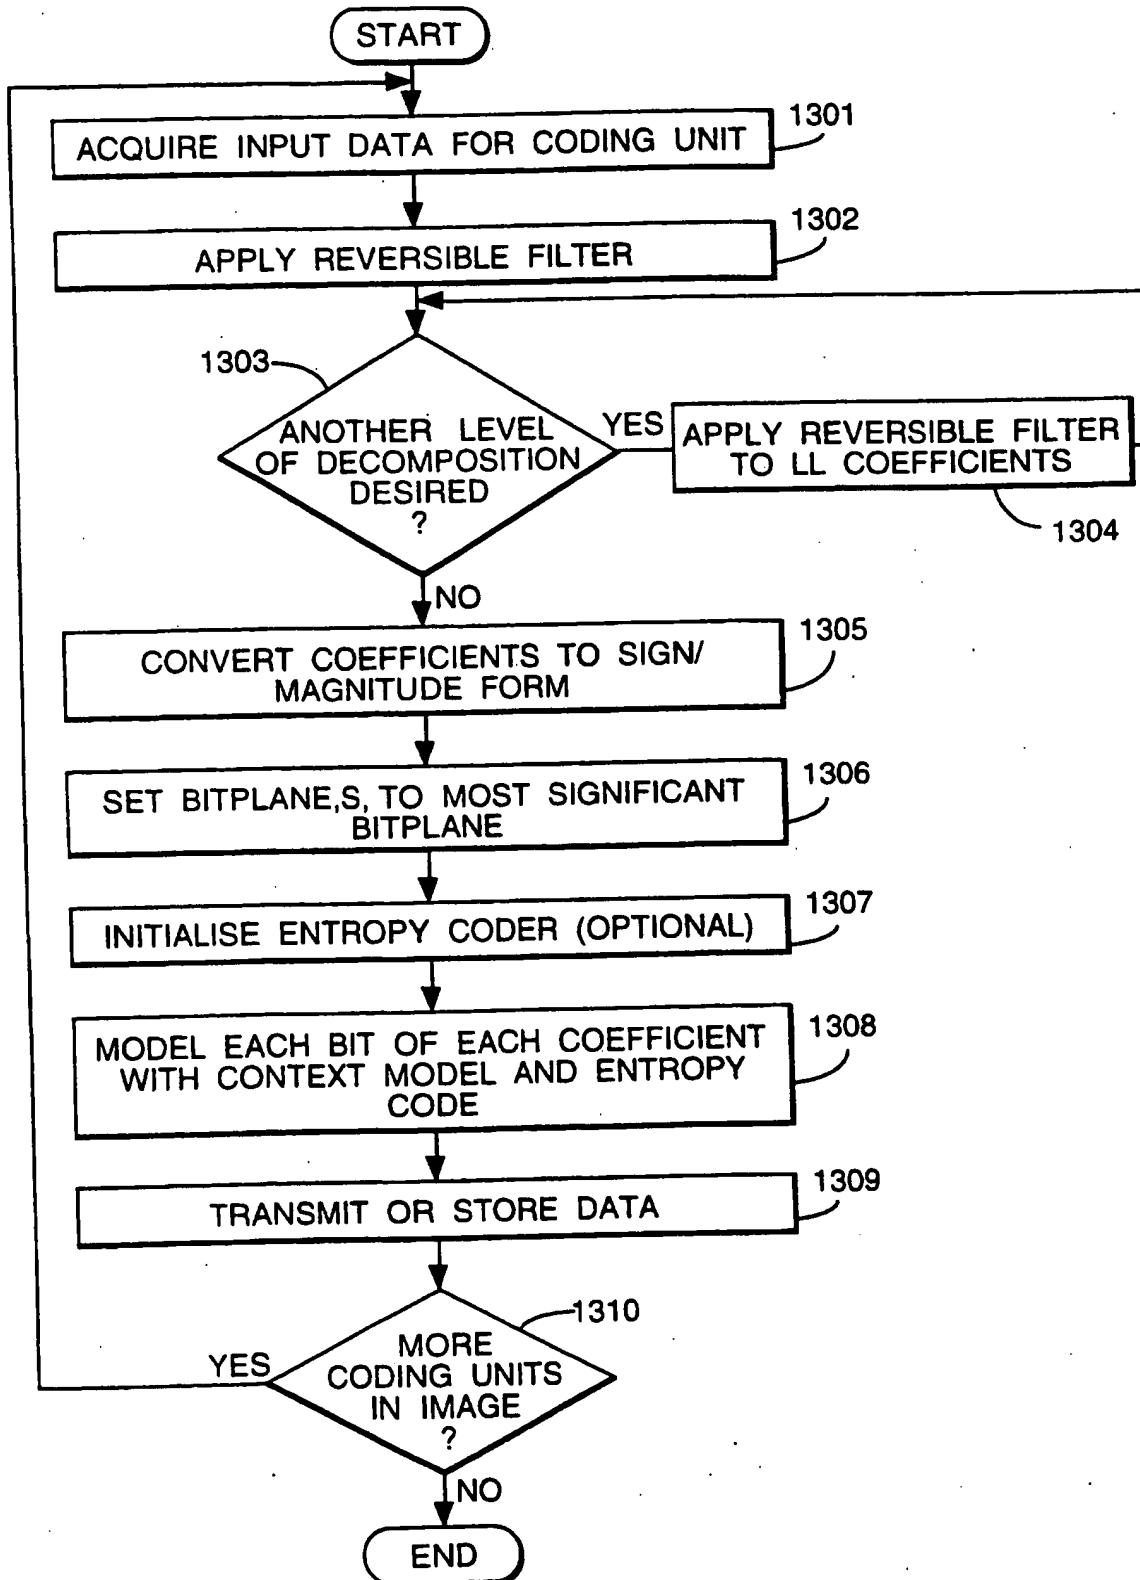 START
1301
ACQUIRE INPUT DATA FOR CODING UNIT
1302
APPLY REVERSIBLE FILTER
1303
ANOTHER LEVEL
OF DECOMPOSITION
DESIRED
?
YES
APPLY REVERSIBLE FILTER
TO LL COEFFICIENTS
1304
NO
1305
CONVERT COEFFICIENTS TO SIGN/
MAGNITUDE FORM
1306
SET BITPLANE,S, TO MOST SIGNIFICANT
BITPLANE
1307
INITIALISE ENTROPY CODER (OPTIONAL)
1308
MODEL EACH BIT OF EACH COEFFICIENT
WITH CONTEXT MODEL AND ENTROPY
CODE
1309
TRANSMIT OR STORE DATA
1310
MORE
CODING UNITS
IN IMAGE
?
YES
NO
END